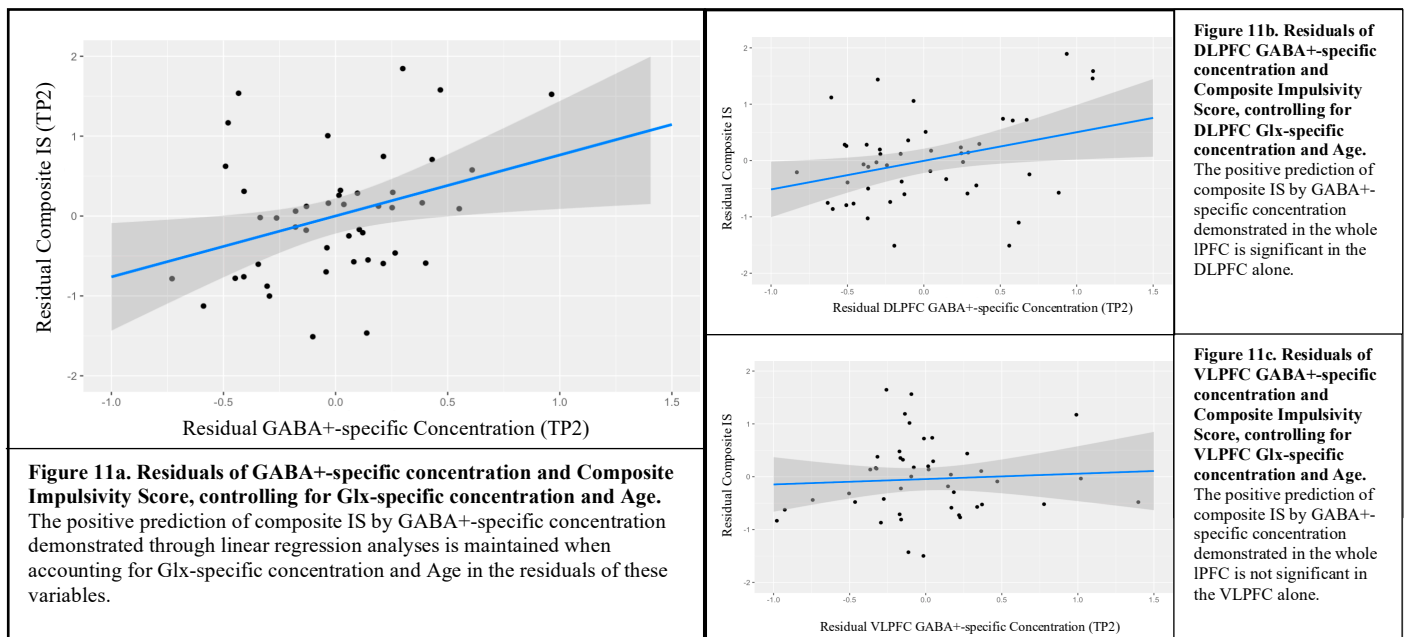 Residual Composite IS (TP2)
2
1
0
-1
-2
-1.0 -0.5 0.0 0.5 1.0 1.5
Residual GABA+-specific Concentration (TP2)
Figure 11a. Residuals of GABA+-specific concentration and Composite
Impulsivity Score, controlling for Glx-specific concentration and Age.
The positive prediction of composite IS by GABA+-specific concentration
demonstrated through linear regression analyses is maintained when
accounting for Glx-specific concentration and Age in the residuals of these
variables.
Residual Composite IS
2
1
0
-1
-2
-1.0 -0.5 0.0 0.5 1.0 1.5
Residual DLPFC GABA+-specific Concentration (TP2)
Figure 11b. Residuals of
DLPFC GABA+-specific
concentration and
Composite Impulsivity
Score, controlling for
DLPFC Glx-specific
concentration and Age.
The positive prediction of
composite IS by GABA+-
specific concentration
demonstrated in the whole
lPFC is significant in the
DLPFC alone.
Residual Composite IS
2
1
0
-1
-2
-1.0 -0.5 0.0 0.5 1.0 1.5
Residual VLPFC GABA+-specific Concentration (TP2)
Figure 11c. Residuals of
VLPFC GABA+-specific
concentration and
Composite Impulsivity
Score, controlling for
VLPFC Glx-specific
concentration and Age.
The positive prediction of
composite IS by GABA+-
specific concentration
demonstrated in the whole
lPFC is not significant in
the VLPFC alone.